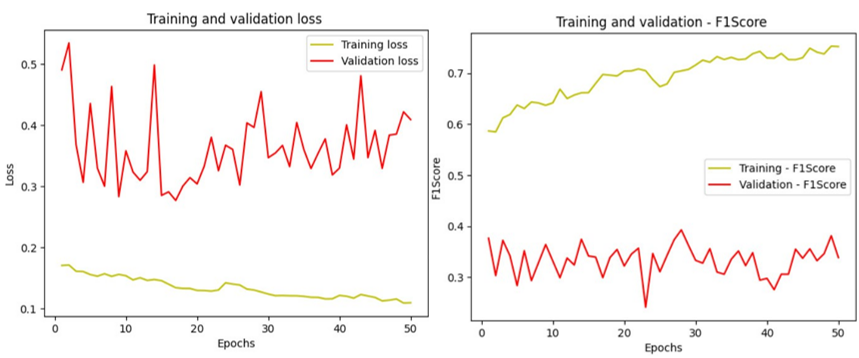 Training and validation loss
Training loss
Validation loss
0.5
0.4
0.3
0.2
0.1
Loss
0
10
20
30
40
50
Epochs
Training and validation - F1Score
0.7
0.6
0.5
0.4
0.3
F1Score
Training - F1Score
Validation - F1Score
0
10
20
30
40
50
Epochs